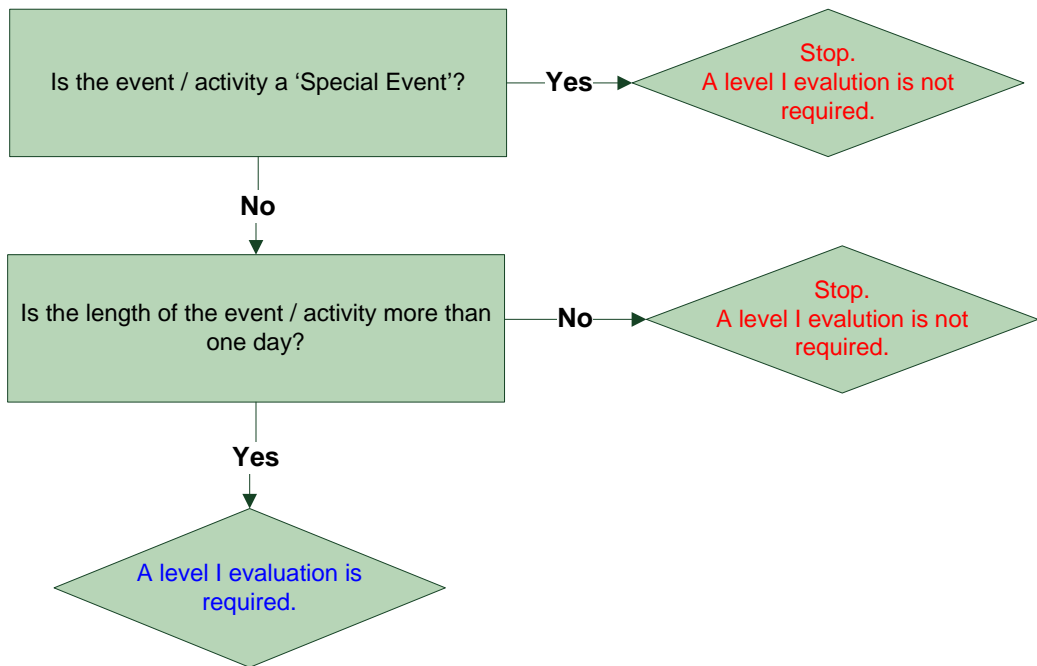 Is the event / activity a ‘Special Event’?
Yes
Stop.
A level I evalution is not
required.
No
Is the length of the event / activity more than
one day?
No
Stop.
A level I evalution is not
required.
Yes
A level I evaluation is
required.